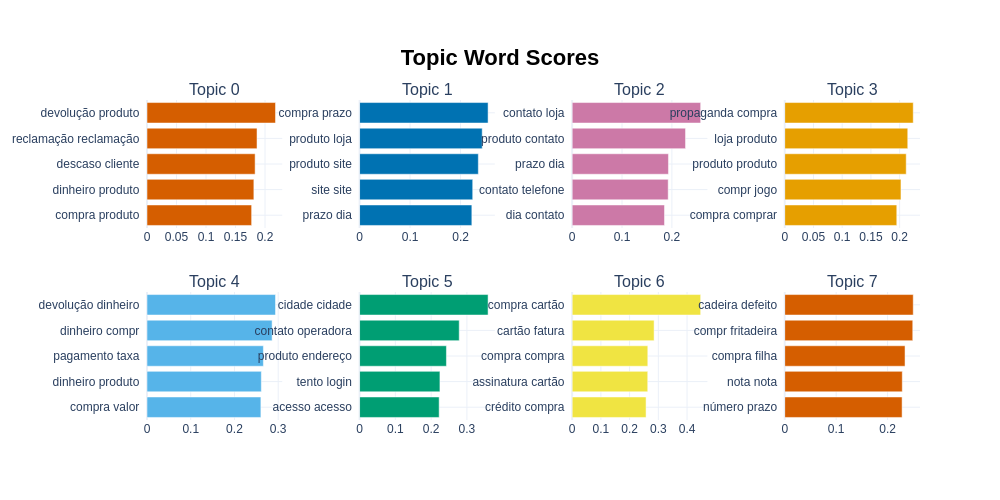 Topic Word Scores
Topic 0
devolução produto
reclamação reclamação
descaso cliente
dinheiro produto
compra produto
0 0.05 0.1 0.15 0.2
Topic 1
compra prazo
produto loja
produto site
site site
prazo dia
0 0.1 0.2
Topic 2
contato loja
produto contato
prazo dia
contato telefone
dia contato
0 0.1 0.2
Topic 3
propaganda compra
loja produto
produto produto
compr jogo
compra comprar
0 0.05 0.1 0.15 0.2
Topic 4
devolução dinheiro
dinheiro compr
pagamento taxa
dinheiro produto
compra valor
0 0.1 0.2 0.3
Topic 5
cidade cidade
contato operadora
produto endereço
tento login
acesso acesso
0 0.1 0.2 0.3
Topic 6
compra cartão
cartão fatura
compra compra
assinatura cartão
crédito compra
0 0.1 0.2 0.3 0.4
Topic 7
cadeira defeito
compr fritadeira
compra filha
nota nota
número prazo
0 0.1 0.2